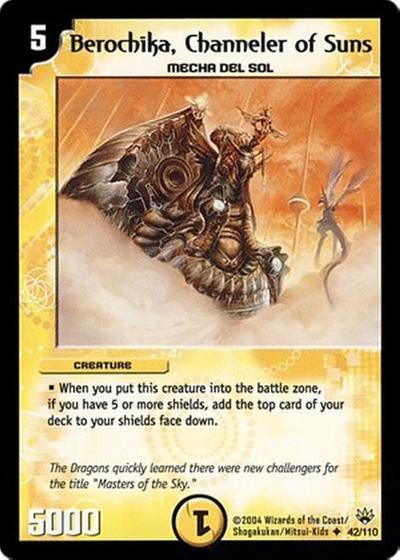 5 Berochika, Channeler of Suns
MECHA DEL SOL
CREATURE
▪ When you put this creature into the battle zone,
if you have 5 or more shields, add the top card of your
deck to your shields face down.
The Dragons quickly learned there were new challengers for
the title "Masters of the Sky."
5000
1
©2004 Wizards of the Coast/
Shogakukan/Mitsui-Kids ♦ 42/110